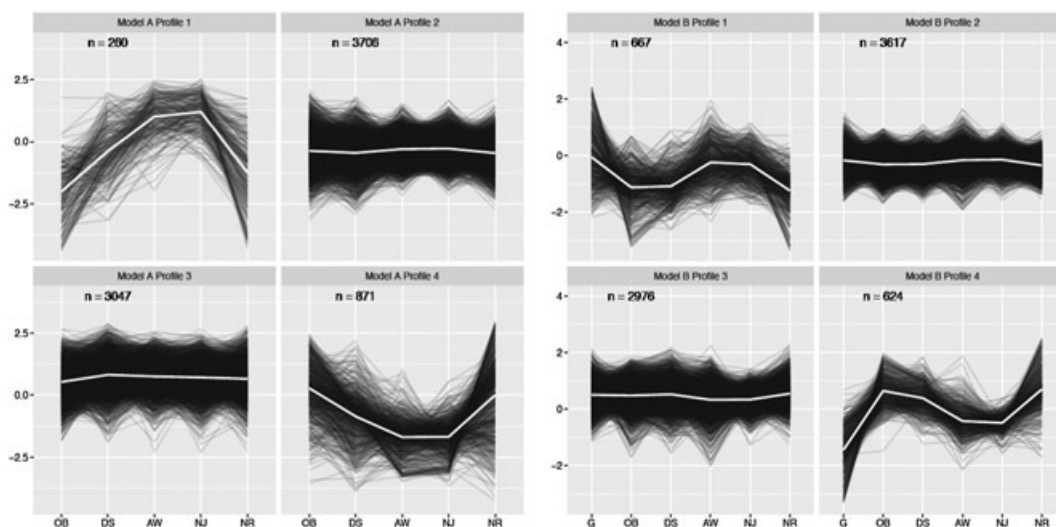 Model A Profile 1
Model A Profile 2
n = 260
n = 3706
2.5
0.0
−2.5
Model A Profile 3
Model A Profile 4
n = 3047
n = 871
2.5
0.0
−2.5
OB DS AW NJ NR
OB DS AW NJ NR
Model B Profile 1
Model B Profile 2
n = 667
n = 3617
4
2
0
−2
Model B Profile 3
Model B Profile 4
n = 2976
n = 624
4
2
0
−2
G OB DS AW NJ NR
G OB DS AW NJ NR